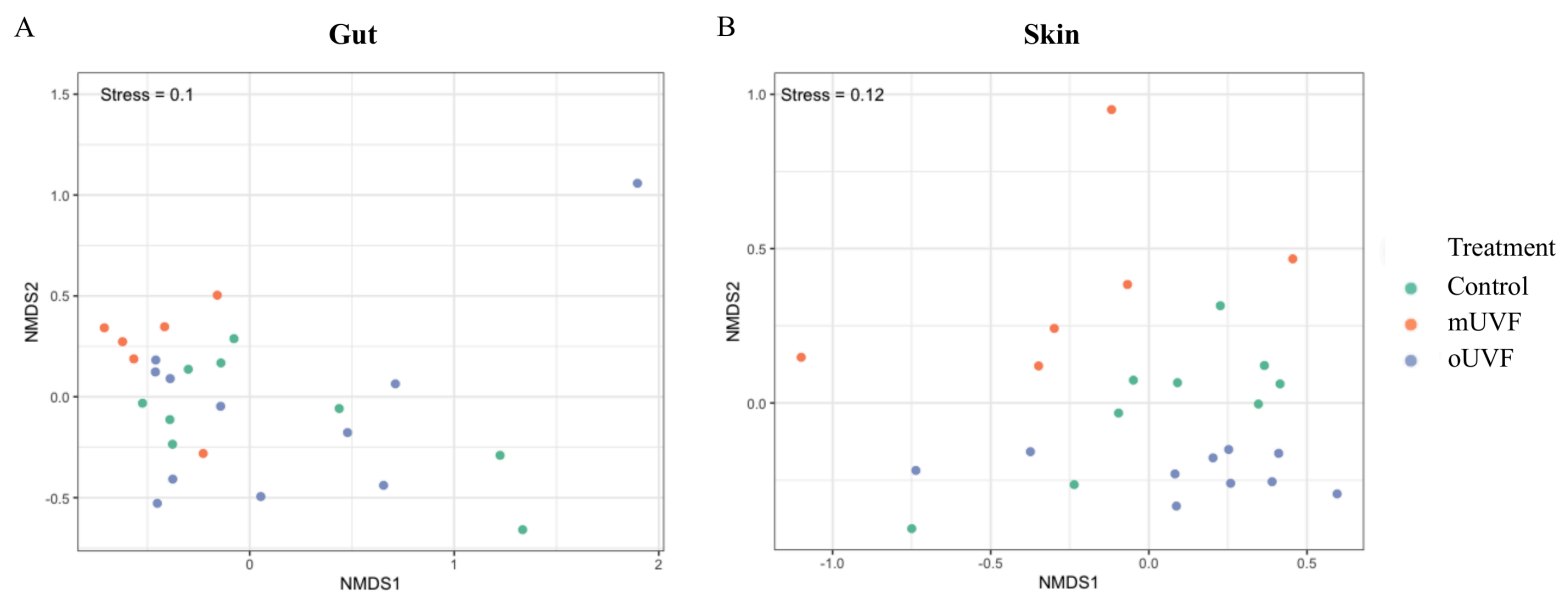 A
Gut
Stress = 0.1
1.5
1.0
0.5
0.0
-0.5
NMDS2
0
1
2
NMDS1
B
Skin
Stress = 0.12
1.0
0.5
0.0
NMDS2
-1.0
-0.5
0.0
0.5
NMDS1
Treatment
Control
mUVF
oUVF